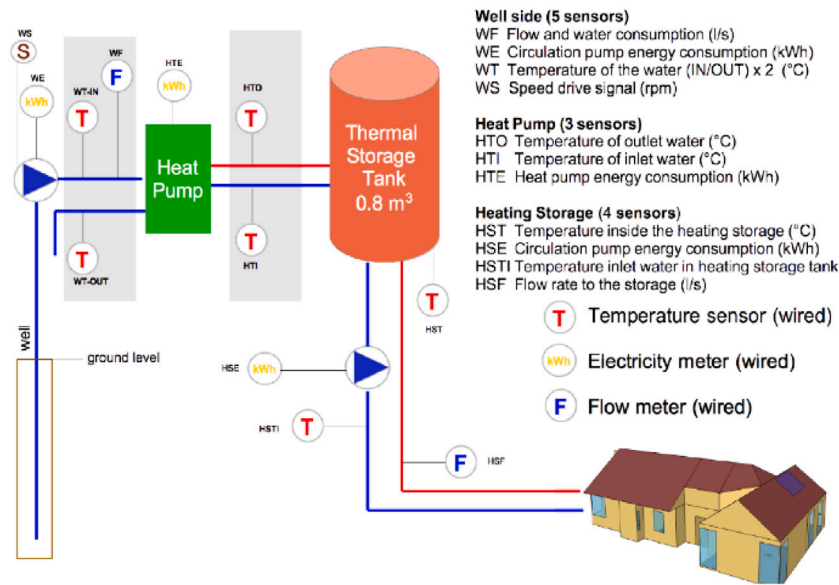 WS
S
WE
kWh
WT-IN
T
WF
F
HTE
kWh
HTO
T
Heat
Pump
Thermal
Storage
Tank
0.8 m³
T
WT-OUT
T
HTI
T
HST
well
ground level
HSE
kWh
HSTI
T
F
HSF
Well side (5 sensors)
WF Flow and water consumption (l/s)
WE Circulation pump energy consumption (kWh)
WT Temperature of the water (IN/OUT) x 2 (°C)
WS Speed drive signal (rpm)
Heat Pump (3 sensors)
HTO Temperature of outlet water (°C)
HTI Temperature of inlet water (°C)
HTE Heat pump energy consumption (kWh)
Heating Storage (4 sensors)
HST Temperature inside the heating storage (°C)
HSE Circulation pump energy consumption (kWh)
HSTI Temperature inlet water in heating storage tank
HSF Flow rate to the storage (l/s)
T Temperature sensor (wired)
kWh Electricity meter (wired)
F Flow meter (wired)